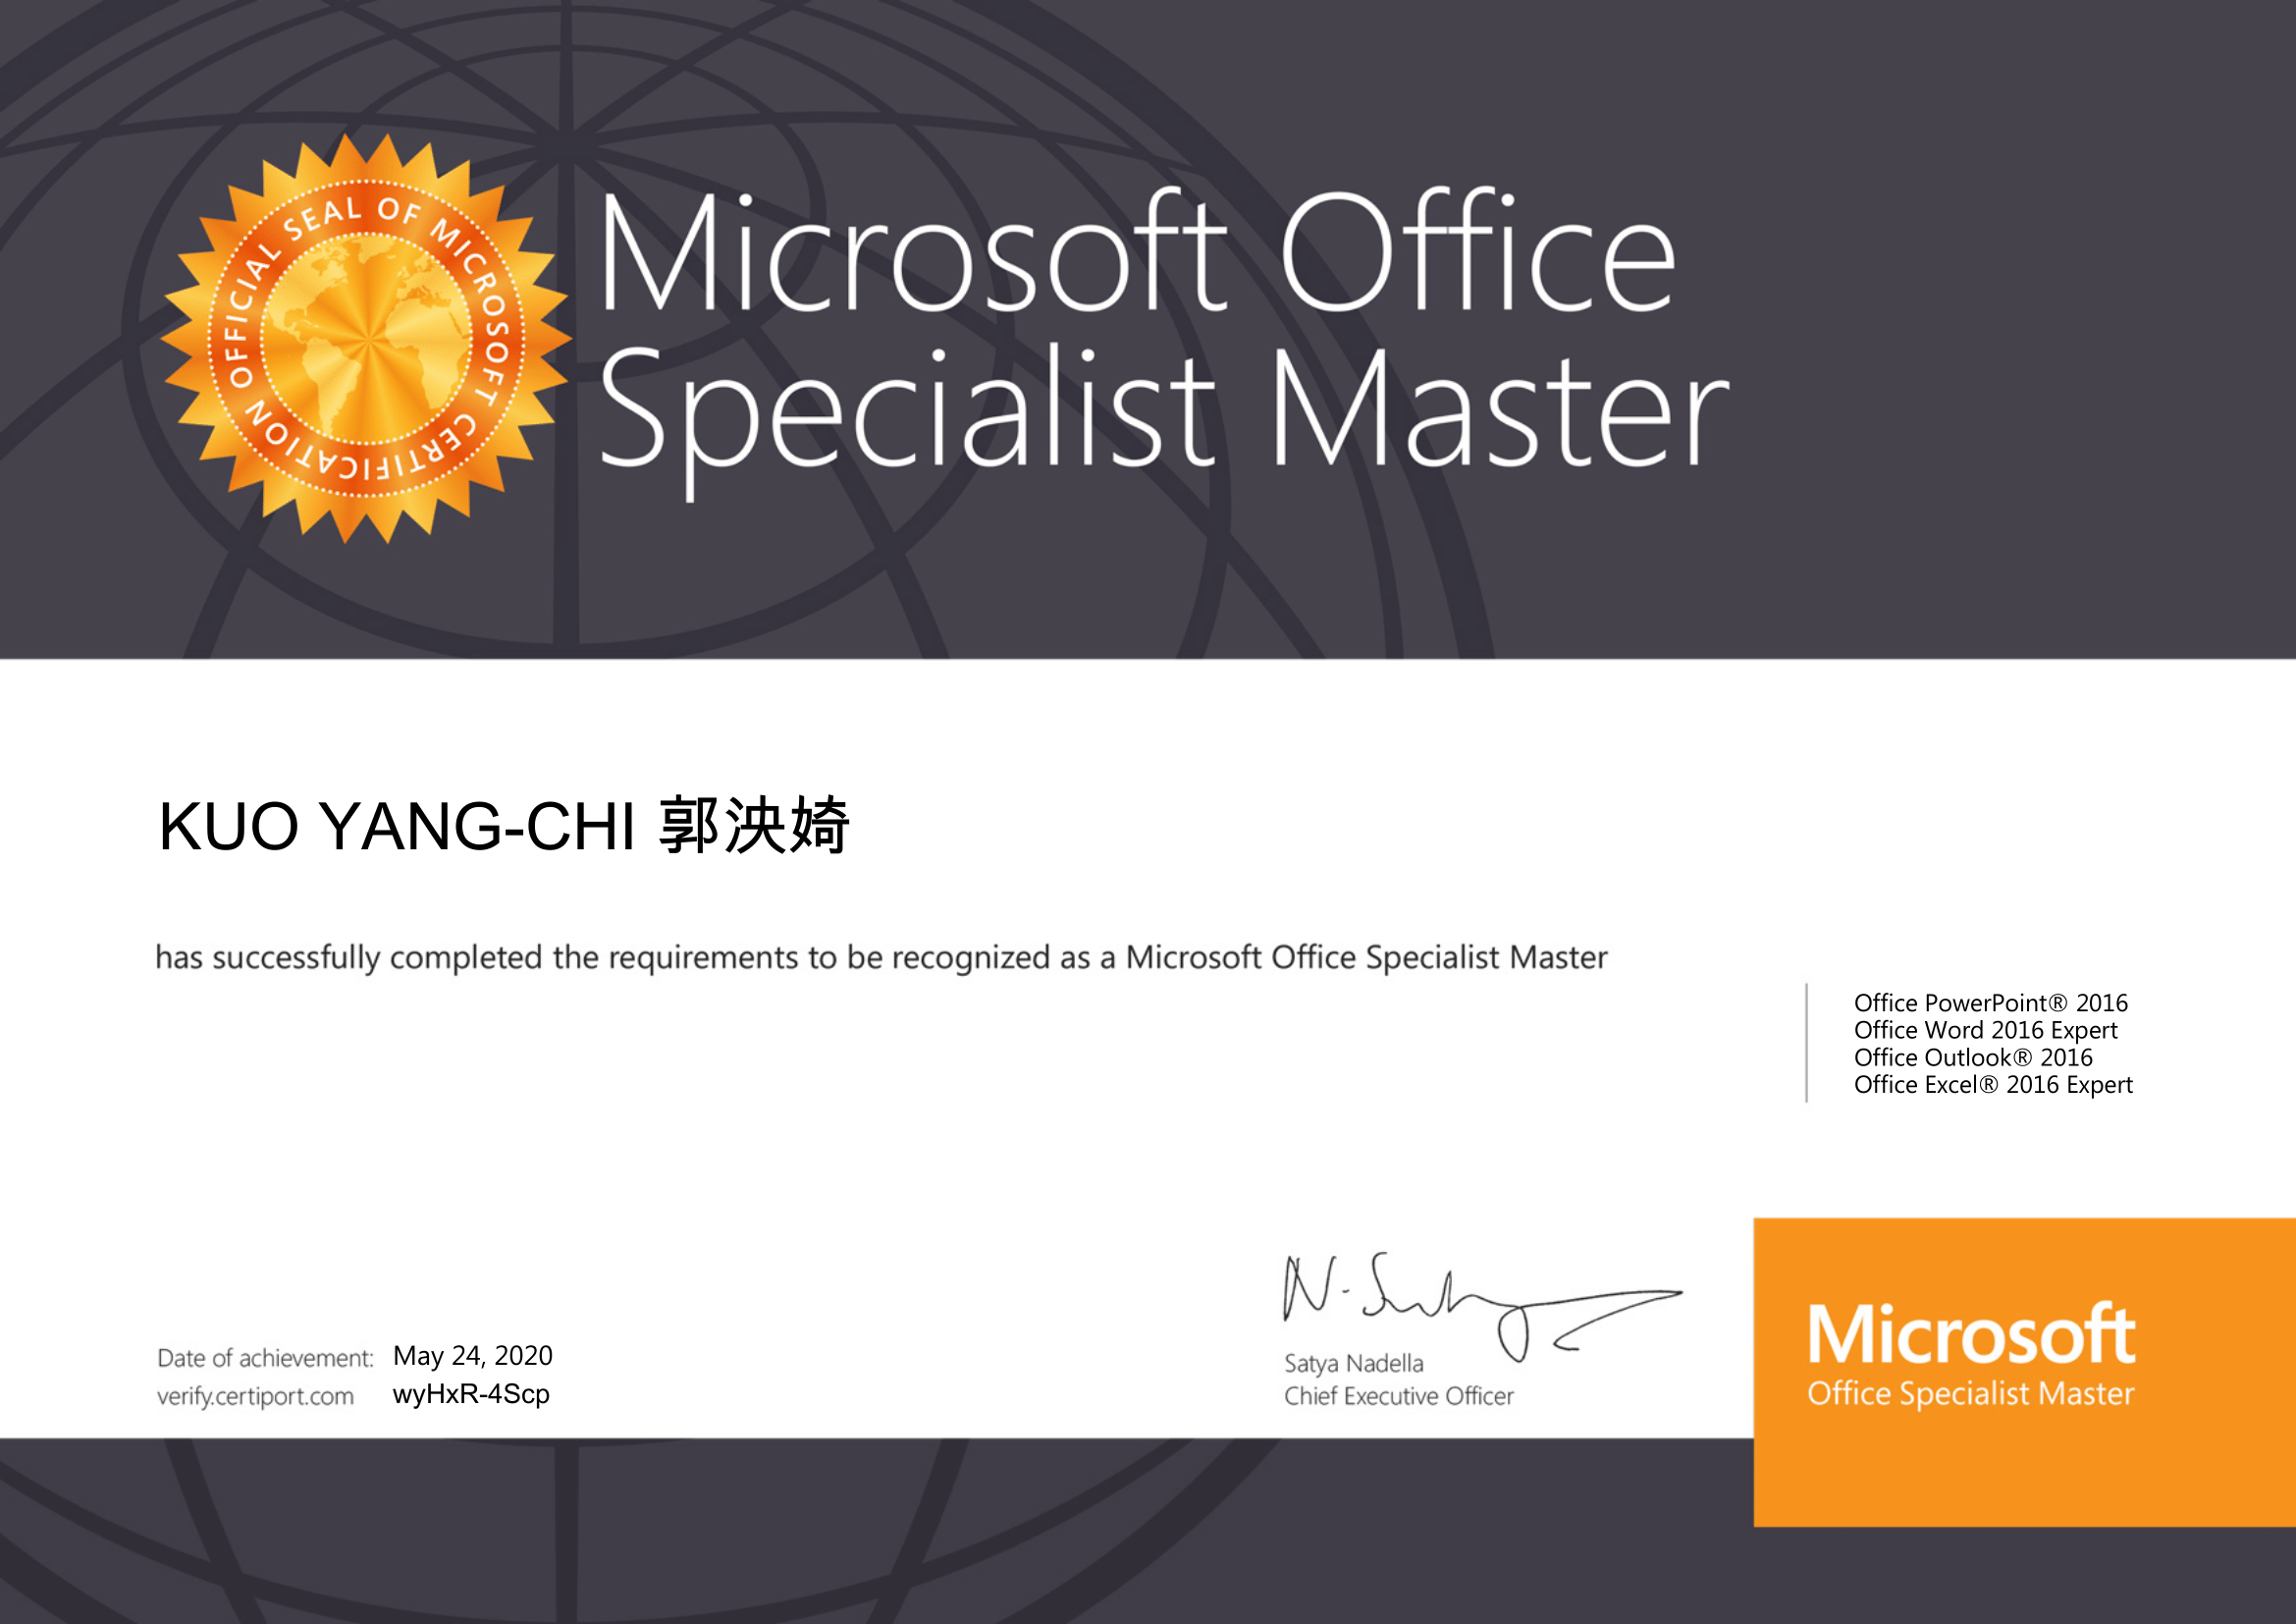 OFFICIAL SEAL OF MICROSOFT CERTIFICATION
Microsoft Office
Specialist Master
KUO YANG-CHI 郭泱婍
has successfully completed the requirements to be recognized as a Microsoft Office Specialist Master
Office PowerPoint® 2016
Office Word 2016 Expert
Office Outlook® 2016
Office Excel® 2016 Expert
Date of achievement: May 24, 2020
verify.certiport.com wyHxR-4Scp
Satya Nadella
Chief Executive Officer
Microsoft
Office Specialist Master